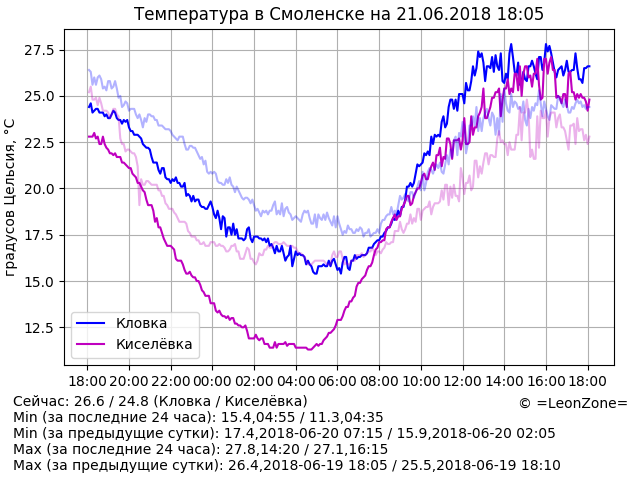 Температура в Смоленске на 21.06.2018 18:05
градусов Цельсия, °C
27.5
25.0
22.5
20.0
17.5
15.0
12.5
Кловка
Киселёвка
18:00 20:00 22:00 00:00 02:00 04:00 06:00 08:00 10:00 12:00 14:00 16:00 18:00
Сейчас: 26.6 / 24.8 (Кловка / Киселёвка)
© =LeonZone=
Min (за последние 24 часа): 15.4,04:55 / 11.3,04:35
Min (за предыдущие сутки): 17.4,2018-06-20 07:15 / 15.9,2018-06-20 02:05
Max (за последние 24 часа): 27.8,14:20 / 27.1,16:15
Max (за предыдущие сутки): 26.4,2018-06-19 18:05 / 25.5,2018-06-19 18:10